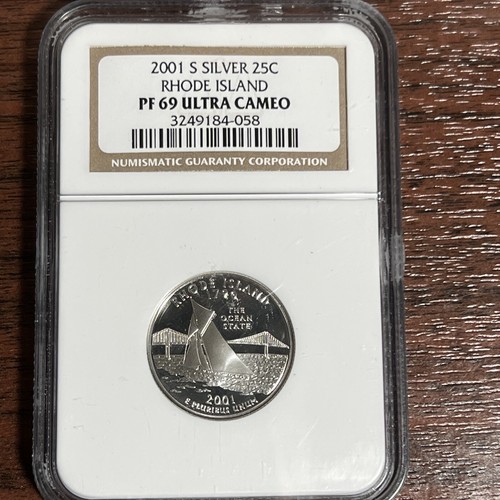 2001 S SILVER 25C
RHODE ISLAND
PF 69 ULTRA CAMEO
3249184-058
NUMISMATIC GUARANTY CORPORATION
RHODE ISLAND
THE
OCEAN
STATE
2001
E PLURIBUS UNUM